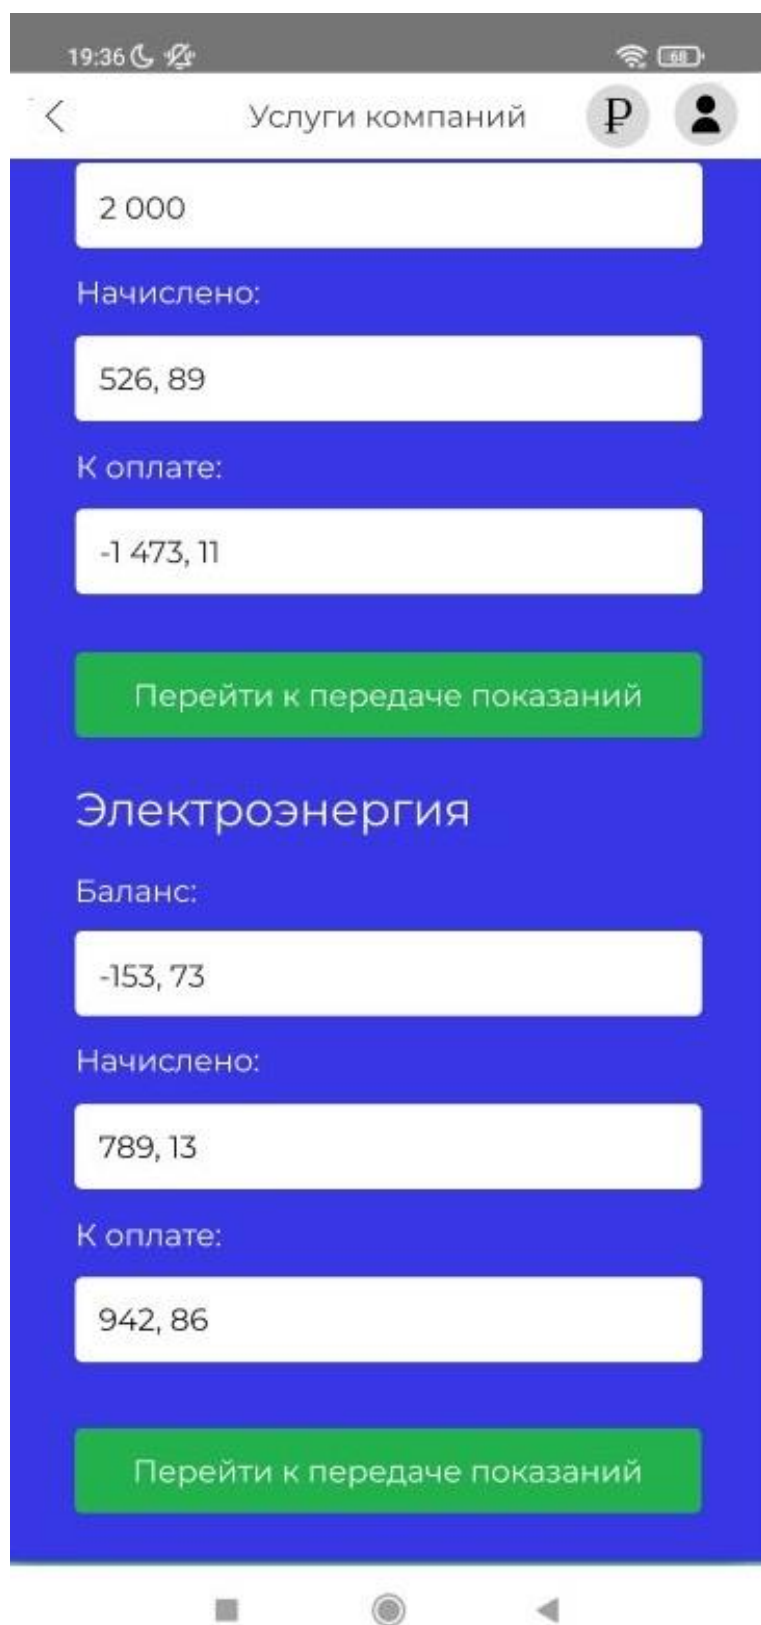 19:36
68
Услуги компаний
₽
2 000
Начислено:
526, 89
К оплате:
-1 473, 11
Перейти к передаче показаний
Электроэнергия
Баланс:
-153, 73
Начислено:
789, 13
К оплате:
942, 86
Перейти к передаче показаний